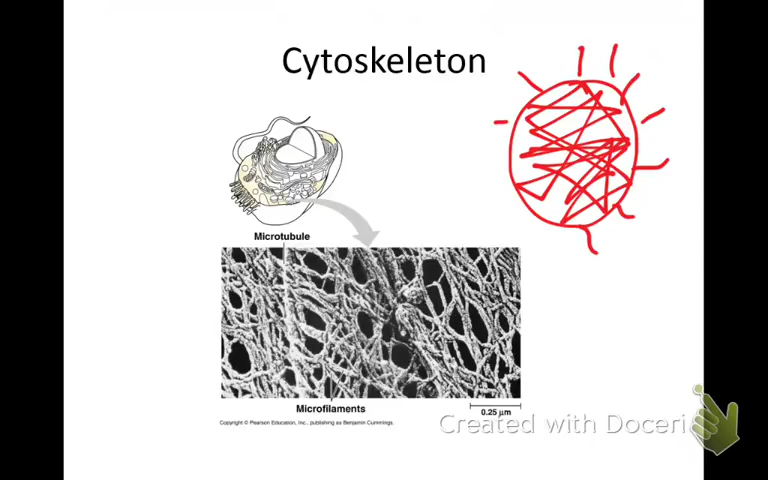 Cytoskeleton
Microtubule
Microfilaments
0.25 μm
Copyright © Pearson Education, Inc., publishing as Benjamin Cummings.
Created with Doceri